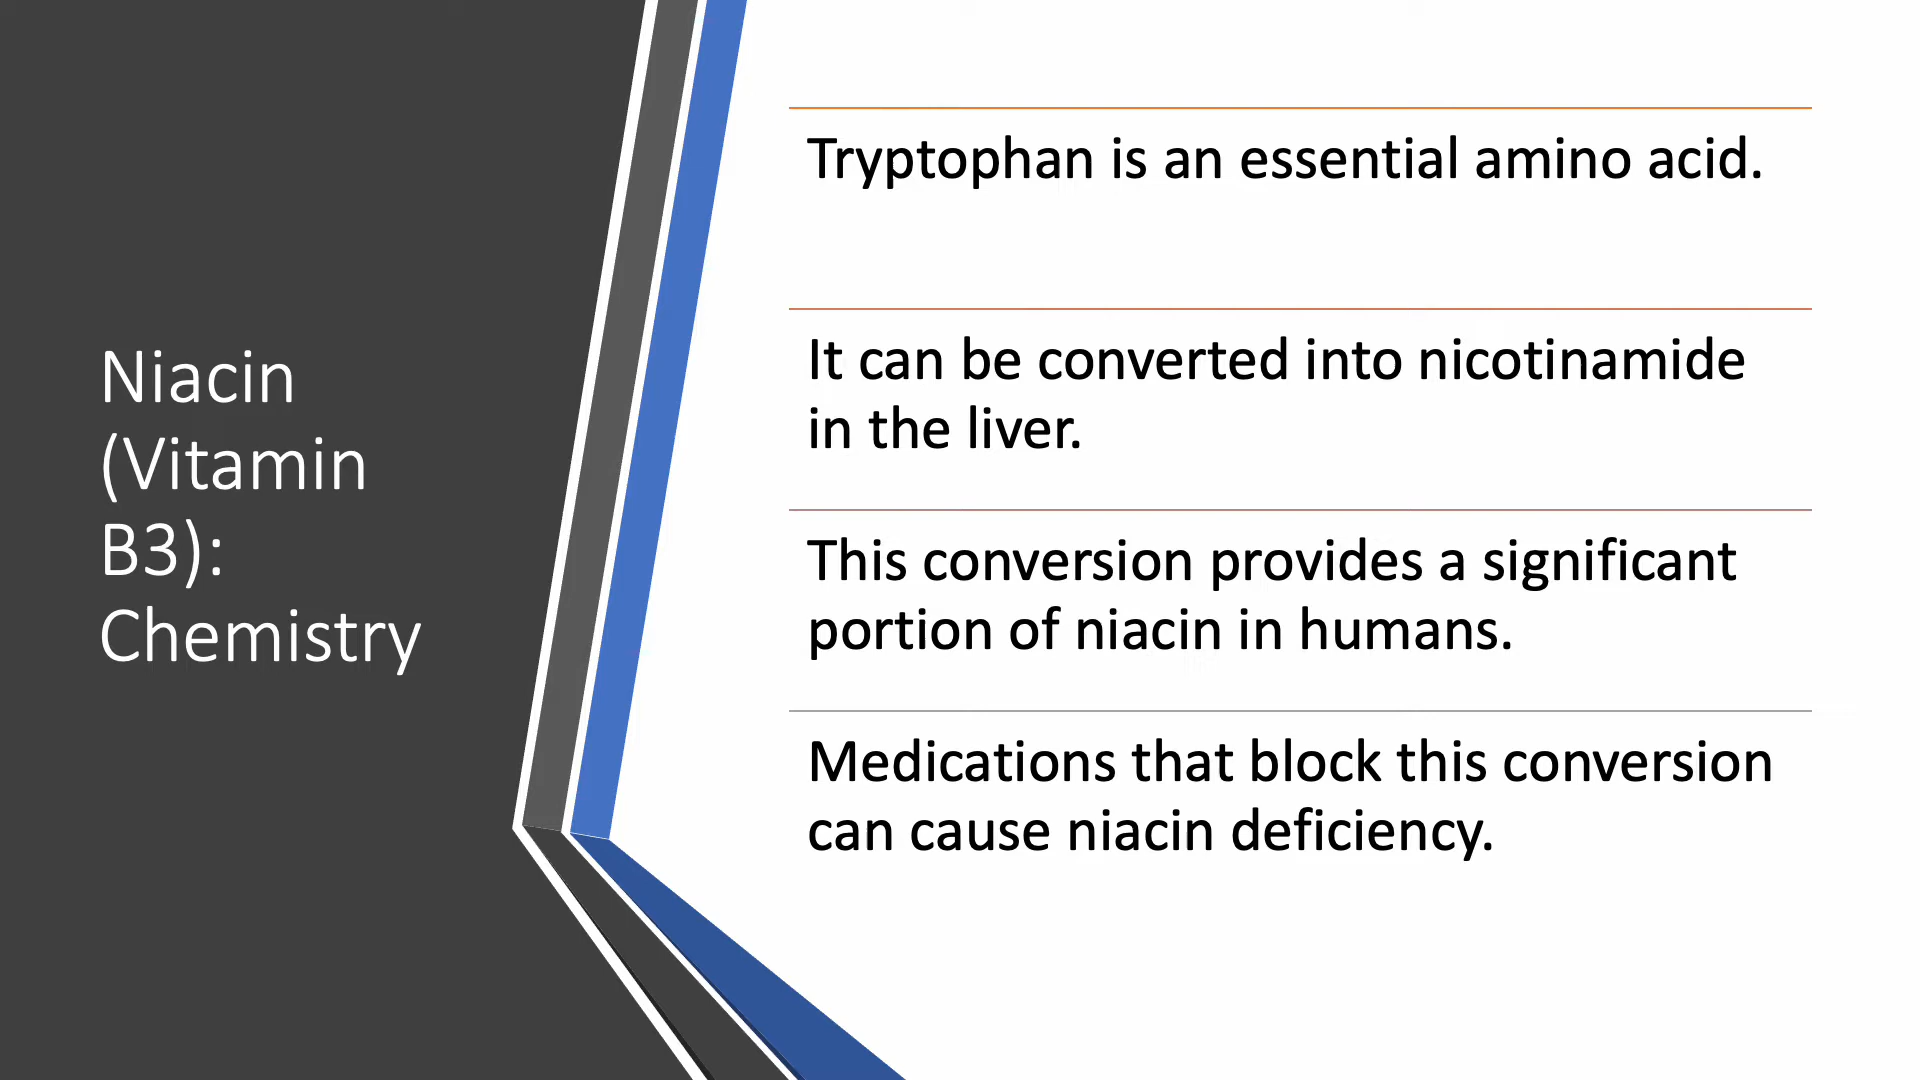 Niacin
(Vitamin
B3):
Chemistry
Tryptophan is an essential amino acid.
It can be converted into nicotinamide
in the liver.
This conversion provides a significant
portion of niacin in humans.
Medications that block this conversion
can cause niacin deficiency.